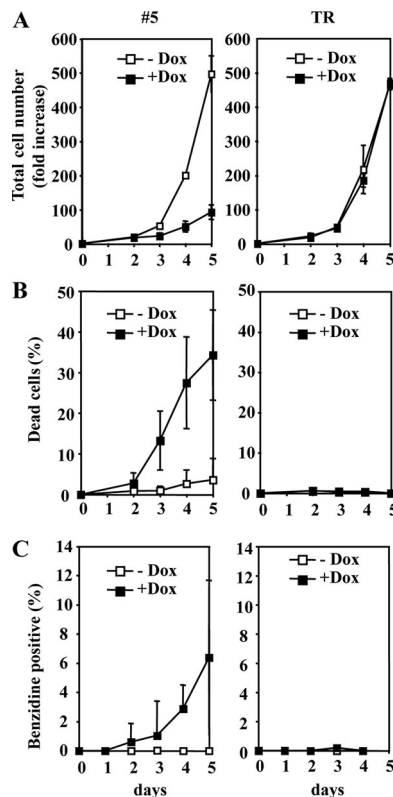 #5 TR
A
Total cell number
(fold increase)
600
500
400
300
200
100
0
- Dox
+Dox
0 1 2 3 4 5
600
500
400
300
200
100
0
- Dox
+Dox
0 1 2 3 4 5
B
Dead cells (%)
50
40
30
20
10
0
- Dox
+Dox
0 1 2 3 4 5
50
40
30
20
10
0
- Dox
+Dox
0 1 2 3 4 5
C
Benzidine positive (%)
14
12
10
8
6
4
2
0
- Dox
+Dox
0 1 2 3 4 5
days
14
12
10
8
6
4
2
0
- Dox
+Dox
0 1 2 3 4 5
days